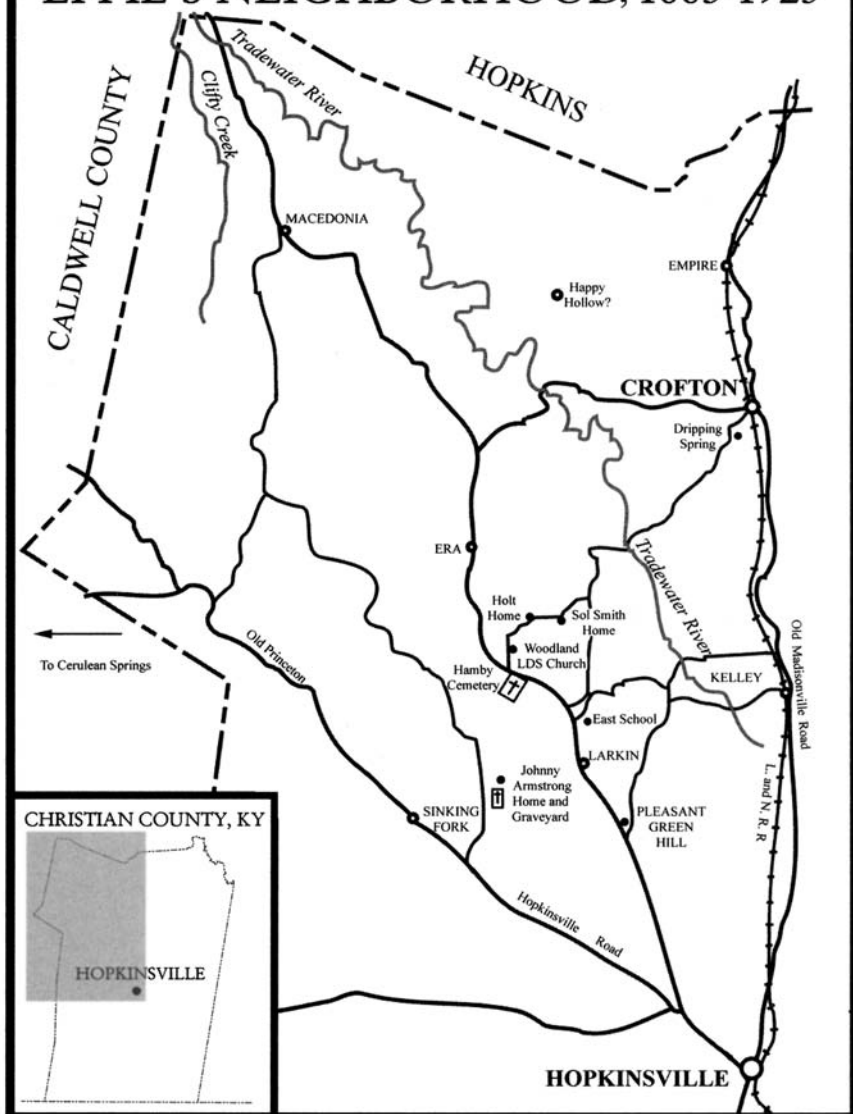 EFFIE'S NEIGHBORHOOD,
Tradewater River
HOPKINS
Clifty Creek
CALDWELL COUNTY
MACEDONIA
EMPIRE
Happy
Hollow?
CROFTON
Dripping
Spring
ERA
Tradewater River
Holt
Home
Sol Smith
Home
Old Madisonville Road
Old Princeton
Woodland
LDS Church
To Cerulean Springs
Hamby
Cemetery
KELLEY
East School
LARKIN
Johnny
Armstrong
Home and
Graveyard
L. and N. R. R
SINKING
FORK
PLEASANT
GREEN
HILL
CHRISTIAN COUNTY, KY
Hopkinsville Road
HOPKINSVILLE
HOPKINSVILLE